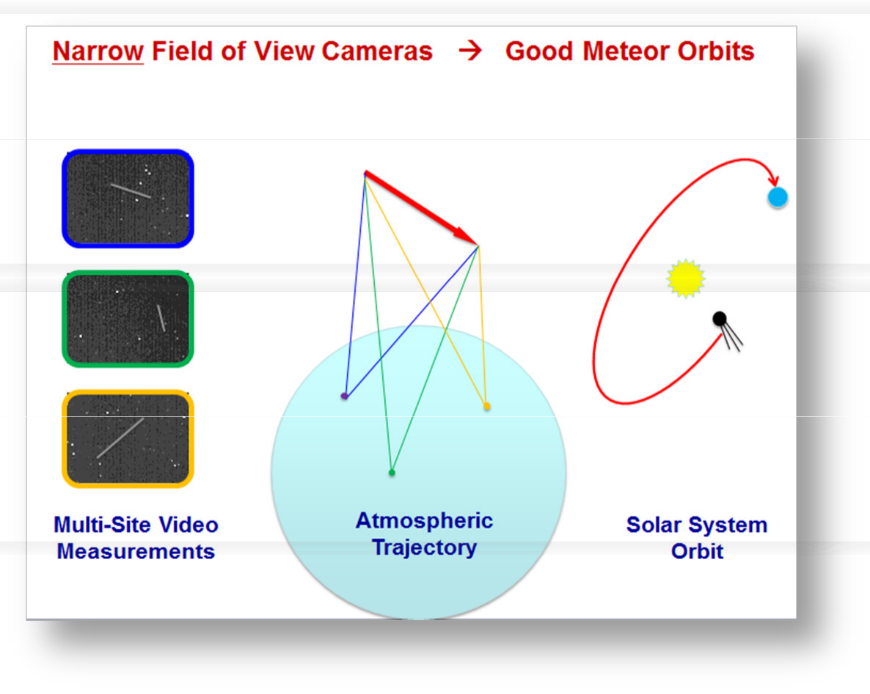 Narrow Field of View Cameras → Good Meteor Orbits
Multi-Site Video
Measurements
Atmospheric
Trajectory
Solar System
Orbit